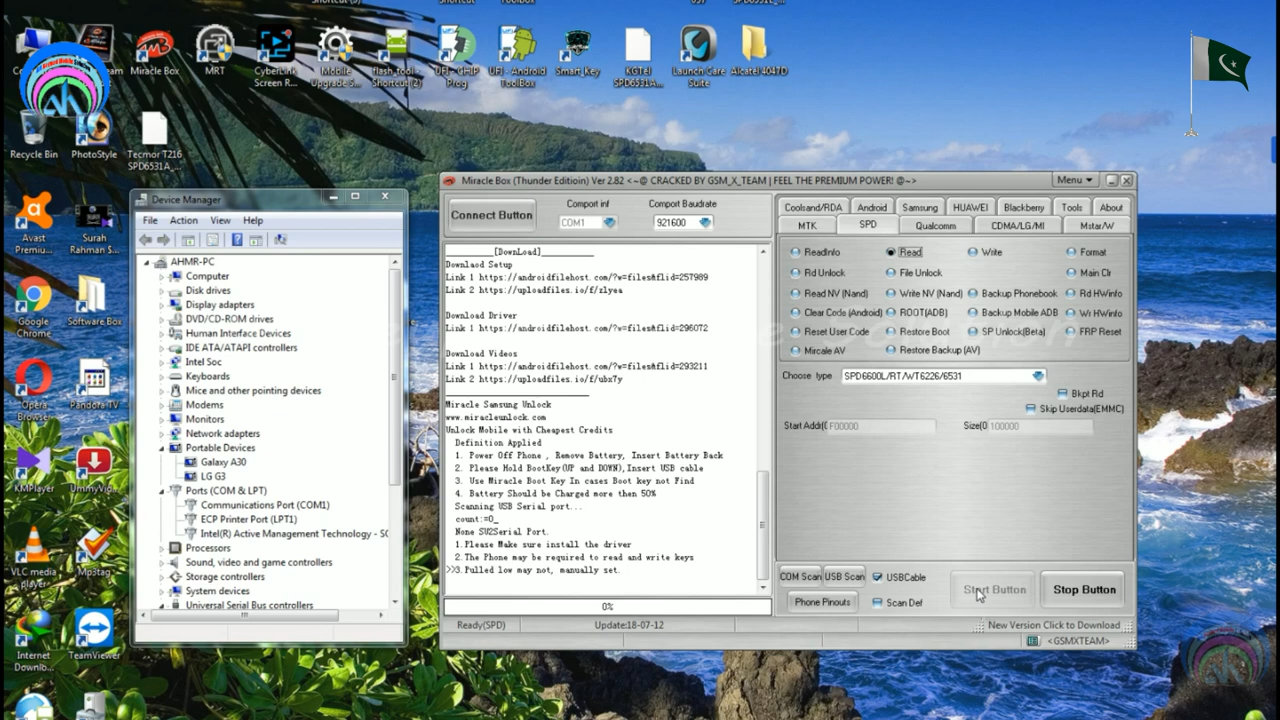 Miracle Box
MRT
CyberLink
Screen R...
Mobile
Upgrade S...
flash_tool -
Shortcut (2)
UFI - CHIP
Prog
UFI - Android
ToolBox
Smart_Key
KGTEL
SPD6531A...
Launch Care
Suite
Alcatel 4047D
Recycle Bin
PhotoStyle
Tecmor T216
SPD6531A_...
Avast
Premiu...
Surah
Rahman S...
Google
Chrome
Software Box
Opera
Browser
Pandora TV
KMPlayer
UmmyVid...
VLC media
player
Mp3tag
Internet
Downlo...
TeamViewer
Device Manager
File Action View Help
AHMR-PC
Computer
Disk drives
Display adapters
DVD/CD-ROM drives
Human Interface Devices
IDE ATA/ATAPI controllers
Intel Soc
Keyboards
Mice and other pointing devices
Modems
Monitors
Network adapters
Portable Devices
Galaxy A30
LG G3
Ports (COM & LPT)
Communications Port (COM1)
ECP Printer Port (LPT1)
Intel(R) Active Management Technology - SO
Processors
Sound, video and game controllers
Storage controllers
System devices
Universal Serial Bus controllers
Miracle Box (Thunder Editioin) Ver 2.82 <~@ CRACKED BY GSM_X_TEAM | FEEL THE PREMIUM POWER! @~>
Menu
Connect Button
Comport inf
COM1
Comport Baudrate
921600
________[DownLoad]__________
Downlaod Setup
Link 1 https://androidfilehost.com/?w=files&flid=257989
Link 2 https://uploadfiles.io/f/zlyea
Download Driver
Link 1 https://androidfilehost.com/?w=files&flid=296072
Download Videos
Link 1 https://androidfilehost.com/?w=files&flid=293211
Link 2 https://uploadfiles.io/f/ubx7y
Miracle Samsung Unlock
www.miracleunlock.com
Unlock Mobile with Cheapest Credits
Definition Applied
1. Power Off Phone , Remove Battery, Insert Battery Back
2. Please Hold BootKey(UP and DOWN),Insert USB cable
3. Use Miracle Boot Key In cases Boot key not Find
4. Battery Should be Charged more then 50%
Scanning USB Serial port...
count:=0_
None SV2Serial Port.
1.Please Make sure install the driver
2.The Phone may be required to read and write keys
>>3.Pulled low may not, manually set.
0%
Ready(SPD)
Update:18-07-12
New Version Click to Download
<GSMXTEAM>
Coolsand/RDA Android Samsung HUAWEI Blackberry Tools About
MTK SPD Qualcomm CDMA/LG/MI Mstar/W
ReadInfo Read Write Format
Rd Unlock File Unlock Main Clr
Read NV (Nand) Write NV (Nand) Backup Phonebook Rd HWinfo
Clear Code (Android) ROOT(ADB) Backup Mobile ADB Wr HWinfo
Reset User Code Restore Boot SP Unlock(Beta) FRP Reset
Mircale AV Restore Backup (AV)
Choose type SPD6600L/RTA/WT6226/6531
Bkpt Rd
Skip Userdata(EMMC)
Start Addr(0 F00000 Size(0 100000
COM Scan USB Scan USBCable
Start Button Stop Button
Phone Pinouts Scan Def